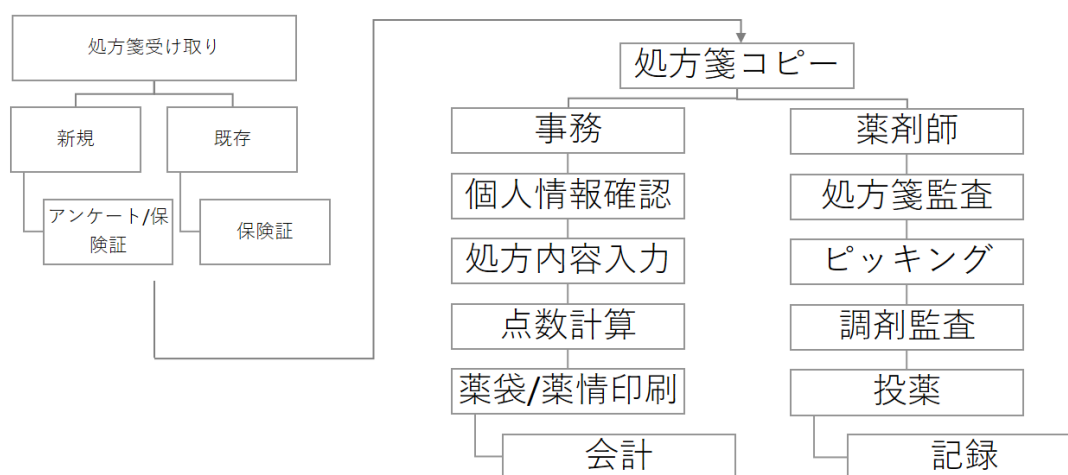 処方箋受け取り
新規
既存
アンケート/保
険証
保険証
処方箋コピー
事務
個人情報確認
処方内容入力
点数計算
薬袋/薬情印刷
会計
薬剤師
処方箋監査
ピッキング
調剤監査
投薬
記録